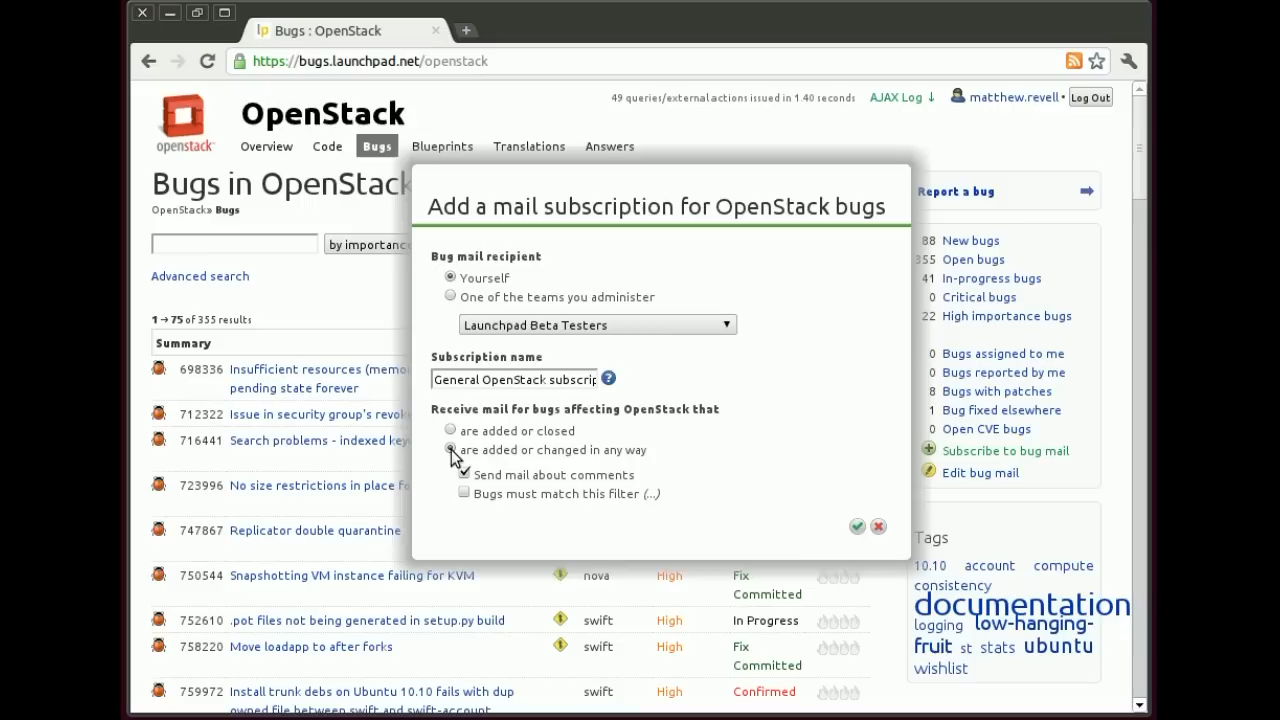 Bugs : OpenStack
https://bugs.launchpad.net/openstack
49 queries/external actions issued in 1.40 seconds AJAX Log ↓ matthew.revell • Log Out
openstack
OpenStack
Overview Code Bugs Blueprints Translations Answers
Bugs in OpenStack
OpenStack» Bugs
by importance
Advanced search
1 → 75 of 355 results
Summary
698336 Insufficient resources
pending state forever
712322 Issue in security group's
716441 Search problems - indexed
723996 No size restrictions in place
747867 Replicator double quarantine
750544 Snapshotting VM instance failing for KVM nova High Fix
Committed
752610 .pot files not being generated in setup.py build swift High In Progress
758220 Move loadapp to after forks swift High Fix
Committed
759972 Install trunk debs on Ubuntu 10.10 fails with dup swift High Confirmed
owned file between swift and swift-account
Add a mail subscription for OpenStack bugs
Bug mail recipient
Yourself
One of the teams you administer
Launchpad Beta Testers
Subscription name
General OpenStack subscrip
Receive mail for bugs affecting OpenStack that
are added or closed
are added or changed in any way
Send mail about comments
Bugs must match this filter (...)
Report a bug
88 New bugs
355 Open bugs
41 In-progress bugs
0 Critical bugs
22 High importance bugs
0 Bugs assigned to me
0 Bugs reported by me
8 Bugs with patches
1 Bug fixed elsewhere
0 Open CVE bugs
Subscribe to bug mail
Edit bug mail
Tags
10.10 account compute
consistency
documentation
logging low-hanging-
fruit st stats ubuntu
wishlist